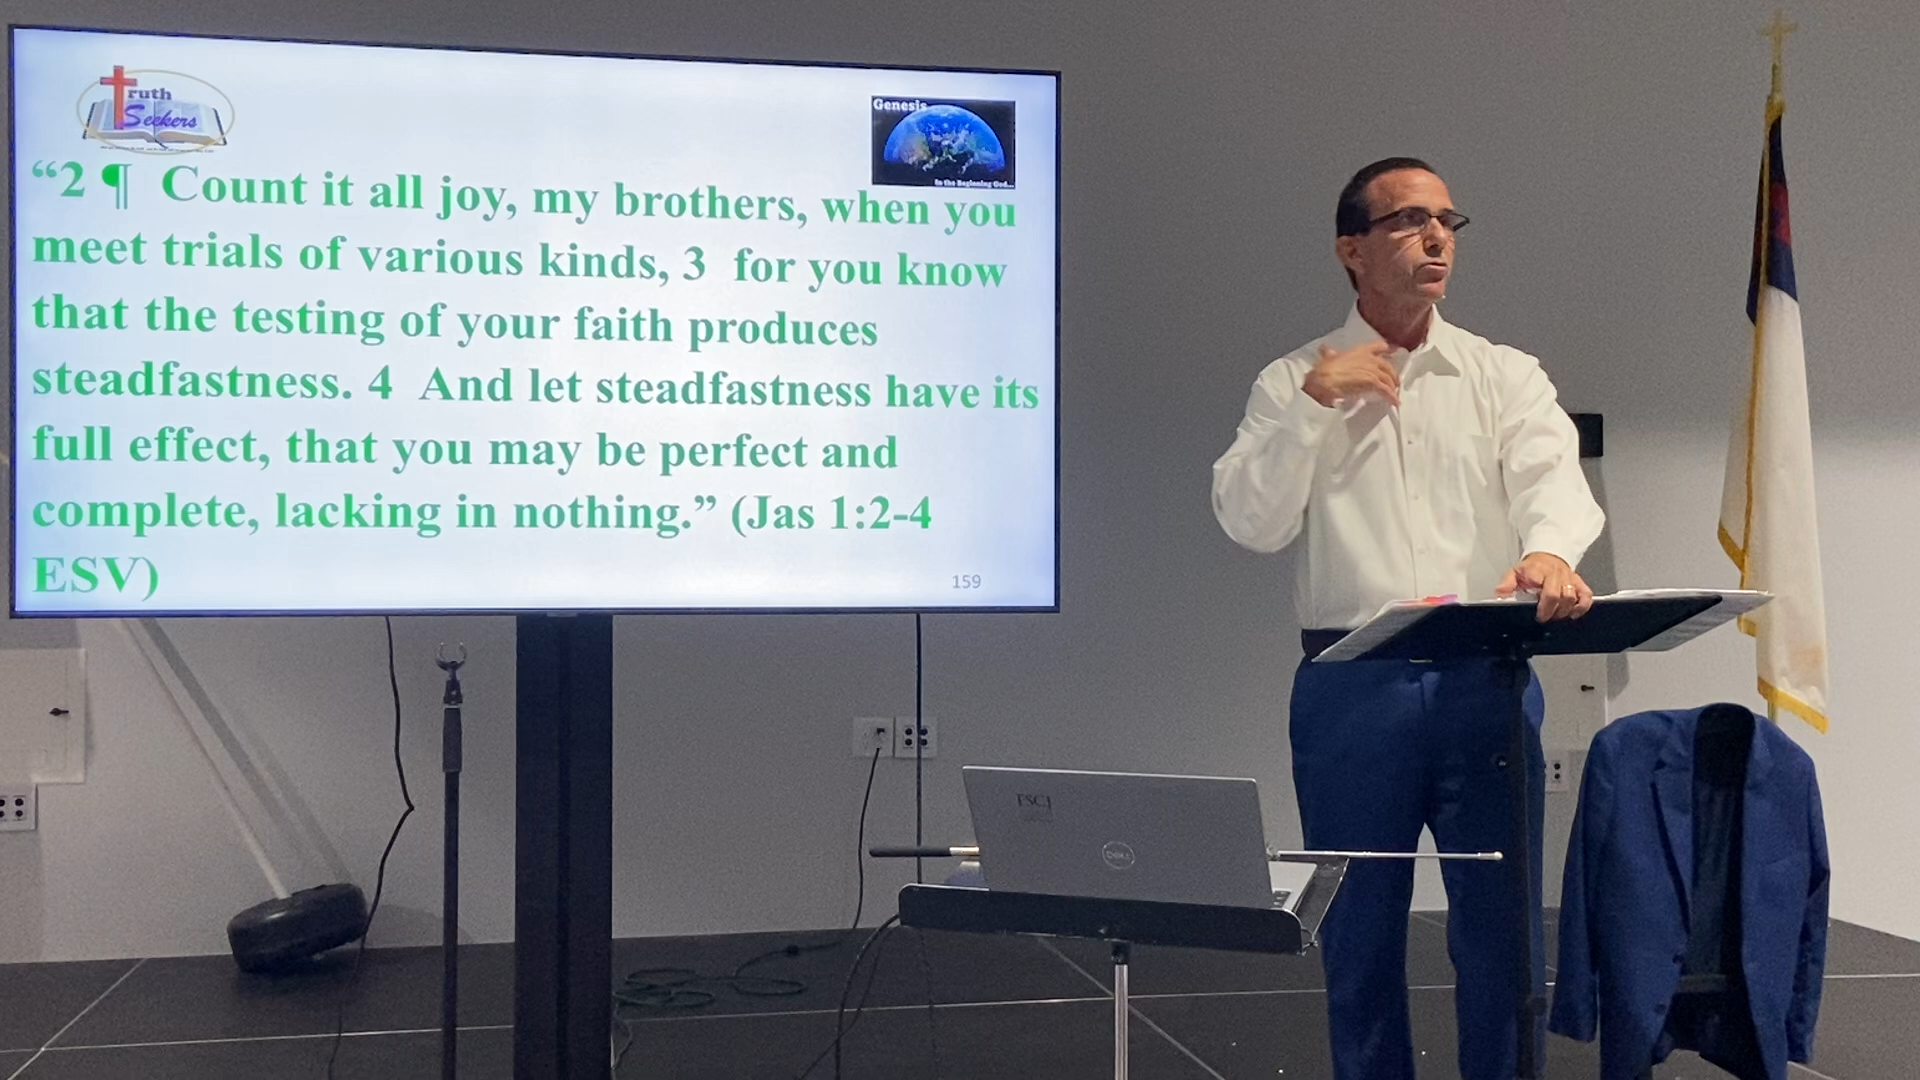 Truth
Seekers
Genesis
In the Beginning God...
“2 ¶ Count it all joy, my brothers, when you
meet trials of various kinds, 3 for you know
that the testing of your faith produces
steadfastness. 4 And let steadfastness have its
full effect, that you may be perfect and
complete, lacking in nothing.” (Jas 1:2-4
ESV)
159
DELL